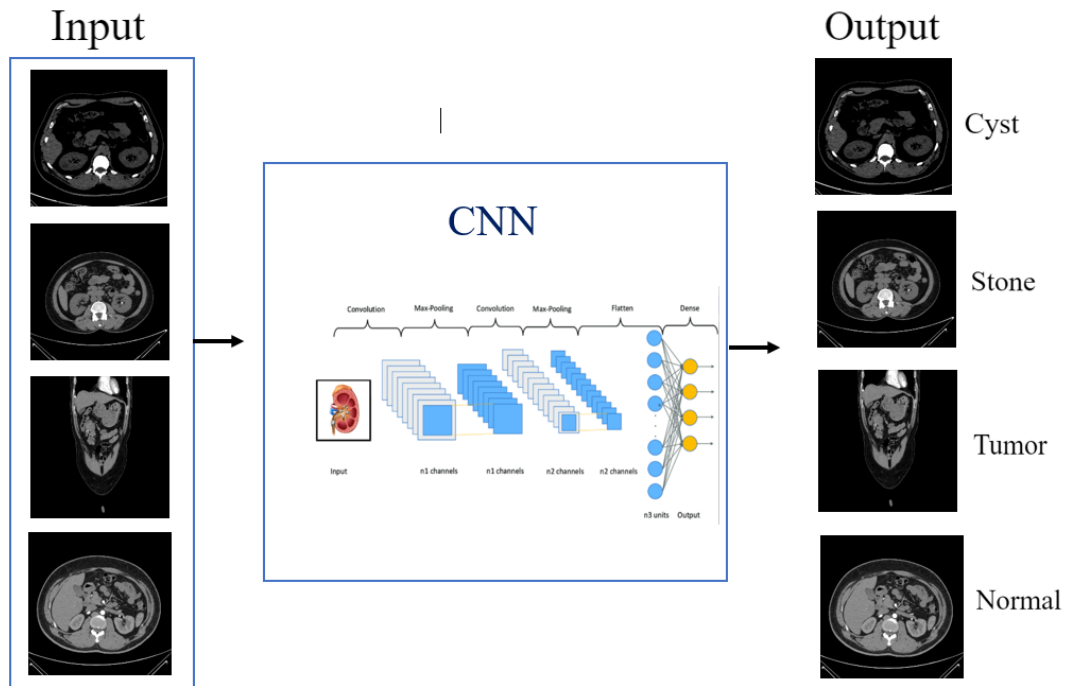 Input
Output
Cyst
Stone
Tumor
Normal
CNN
Convolution Max-Pooling Convolution Max-Pooling Flatten Dense
Input n1 channels n1 channels n2 channels n2 channels
n3 units Output